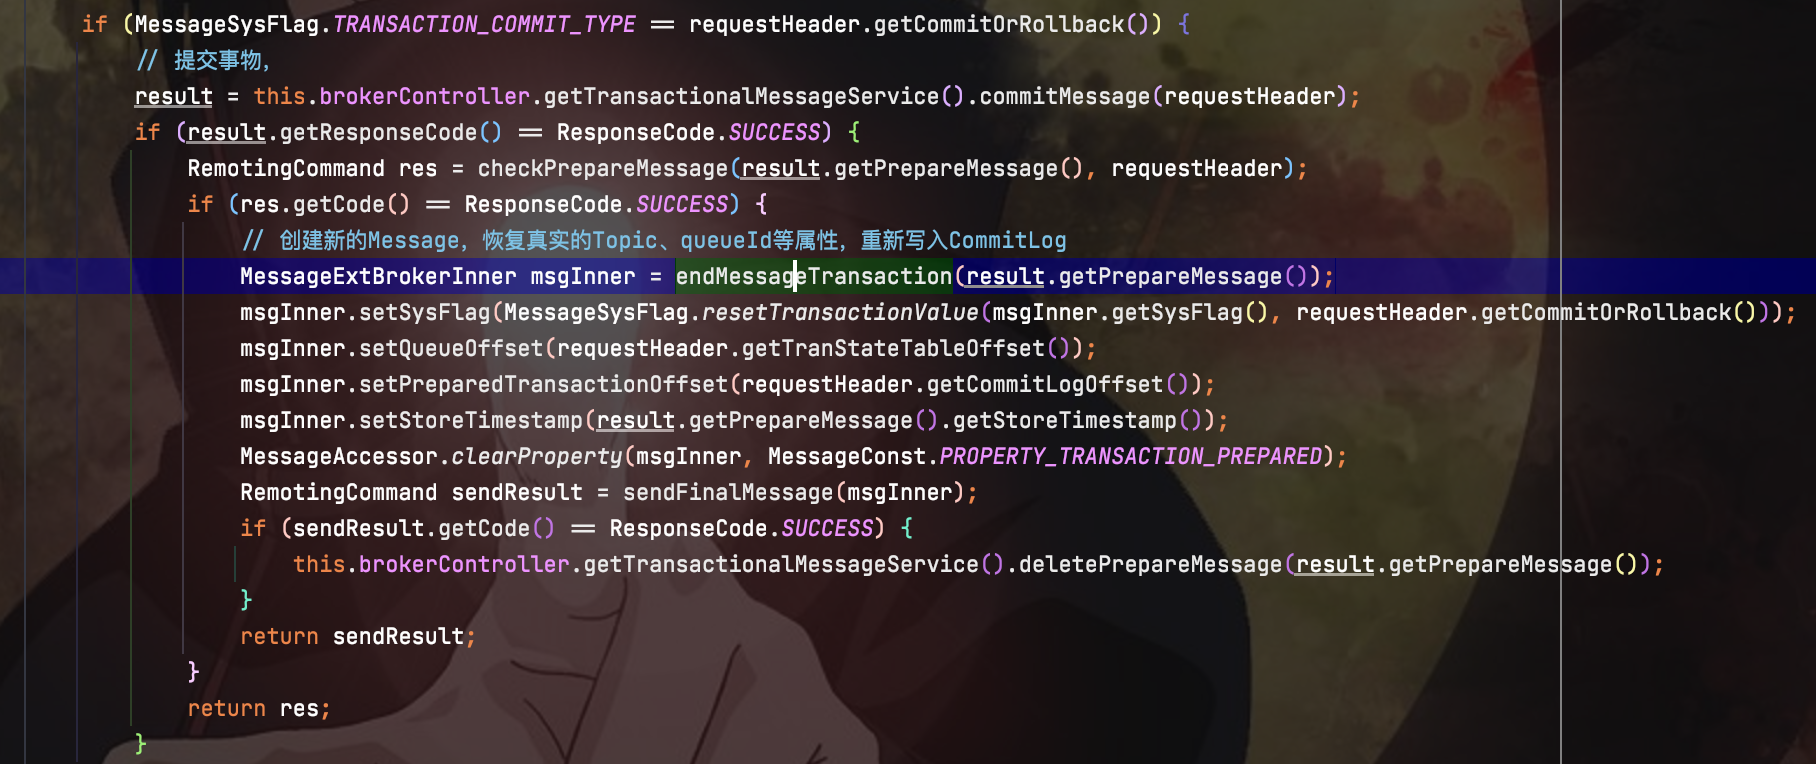 if (MessageSysFlag.TRANSACTION_COMMIT_TYPE == requestHeader.getCommitOrRollback()) {
// 提交事物，
result = this.brokerController.getTransactionalMessageService().commitMessage(requestHeader);
if (result.getResponseCode() == ResponseCode.SUCCESS) {
RemotingCommand res = checkPrepareMessage(result.getPrepareMessage(), requestHeader);
if (res.getCode() == ResponseCode.SUCCESS) {
// 创建新的Message，恢复真实的Topic、queueId等属性，重新写入CommitLog
MessageExtBrokerInner msgInner = endMessageTransaction(result.getPrepareMessage());
msgInner.setSysFlag(MessageSysFlag.resetTransactionValue(msgInner.getSysFlag(), requestHeader.getCommitOrRollback()));
msgInner.setQueueOffset(requestHeader.getTranStateTableOffset());
msgInner.setPreparedTransactionOffset(requestHeader.getCommitLogOffset());
msgInner.setStoreTimestamp(result.getPrepareMessage().getStoreTimestamp());
MessageAccessor.clearProperty(msgInner, MessageConst.PROPERTY_TRANSACTION_PREPARED);
RemotingCommand sendResult = sendFinalMessage(msgInner);
if (sendResult.getCode() == ResponseCode.SUCCESS) {
this.brokerController.getTransactionalMessageService().deletePrepareMessage(result.getPrepareMessage());
}
return sendResult;
}
return res;
}